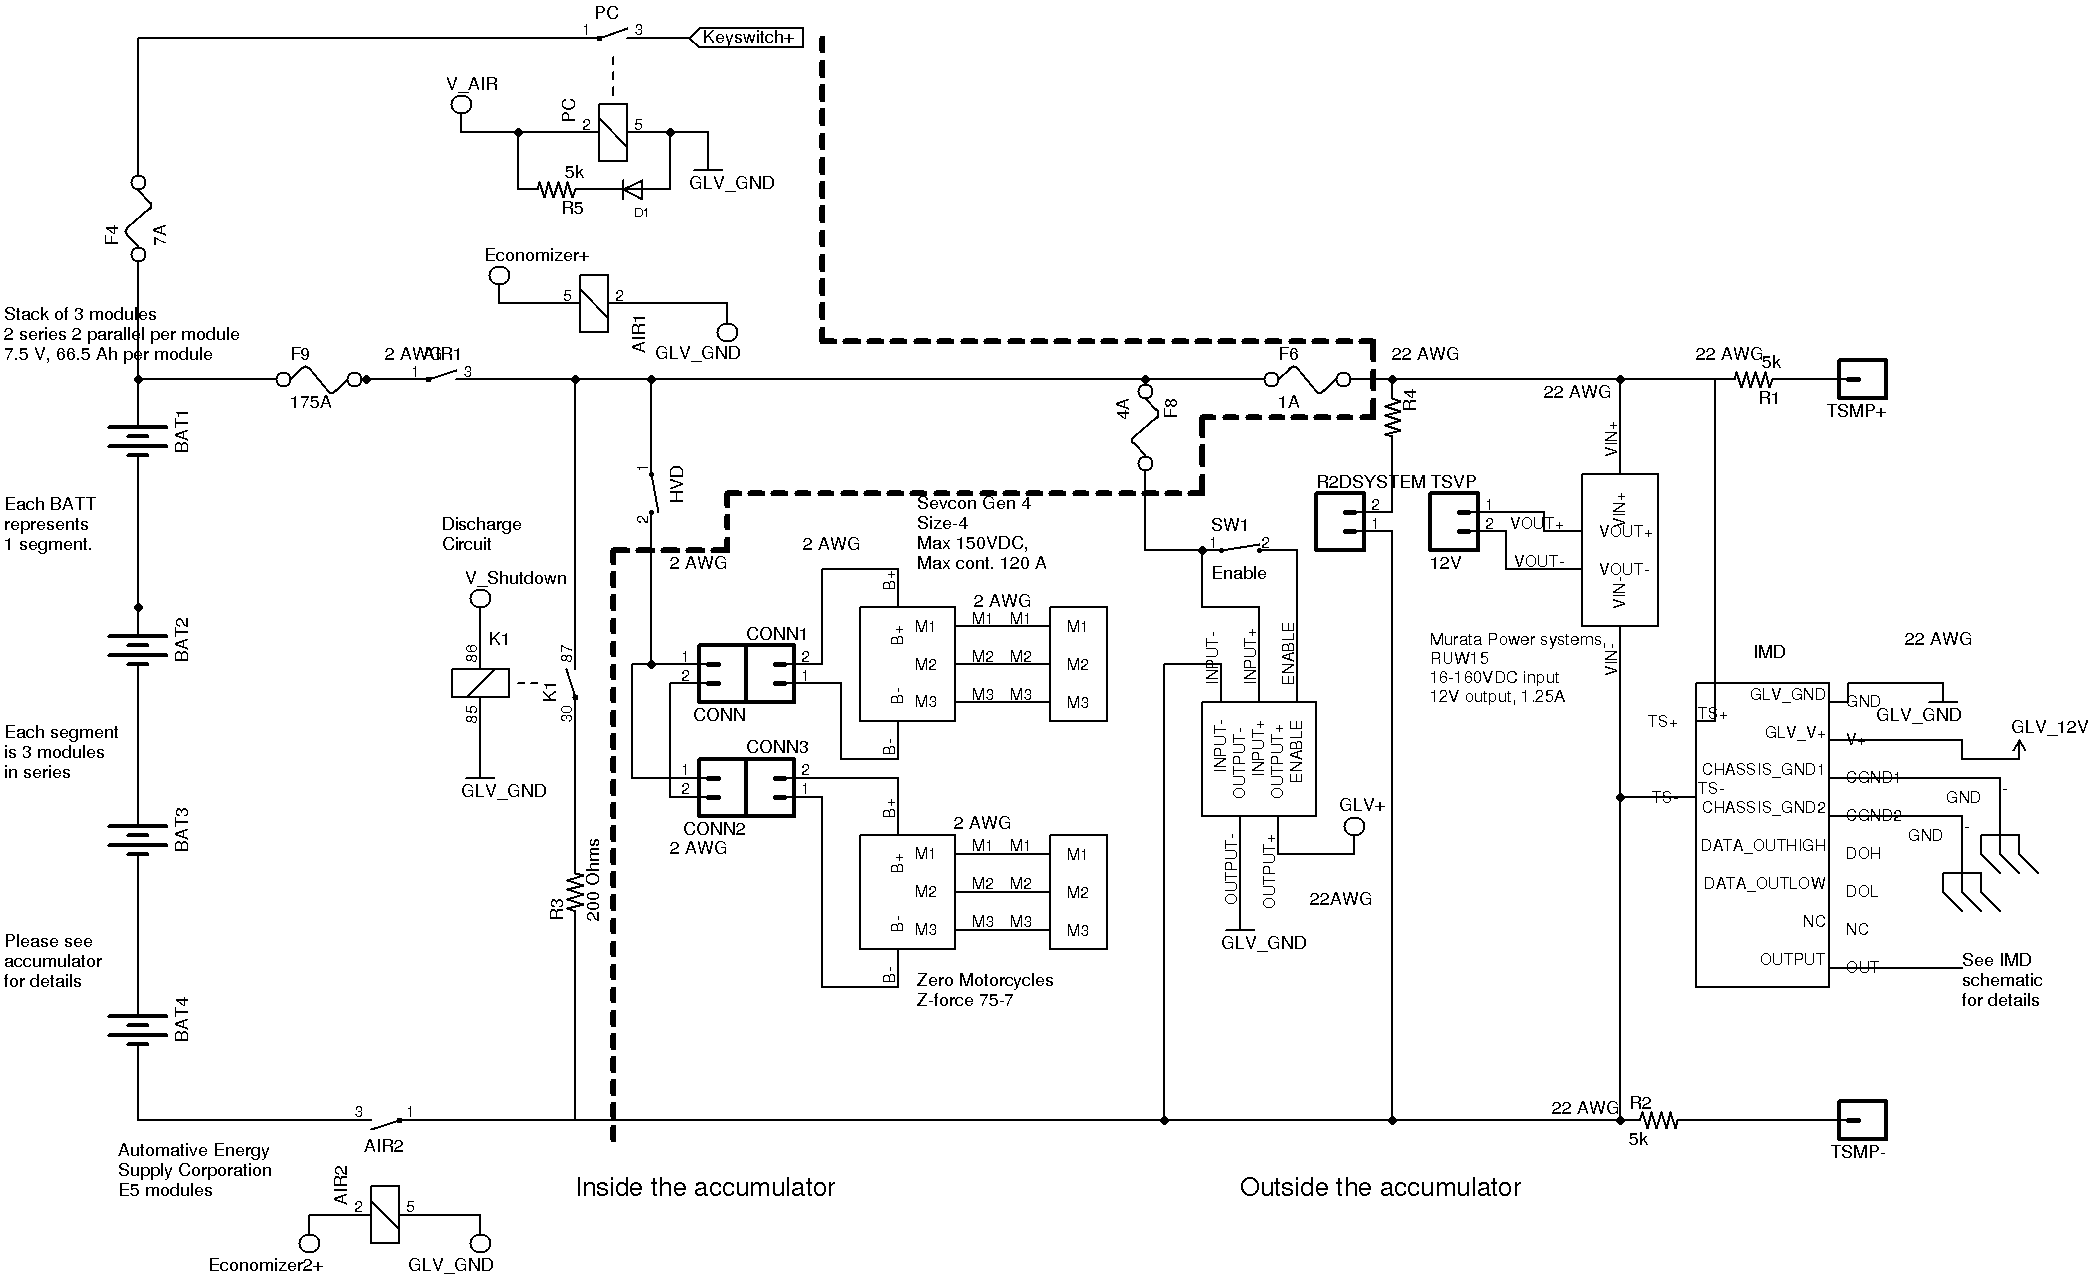 PC
1
3
Keyswitch+
V_AIR
PC
2
5
5k
R5
D1
GLV_GND
F4
7A
Economizer+
5
2
AIR1
GLV_GND
Stack of 3 modules
2 series 2 parallel per module
7.5 V, 66.5 Ah per module
F9
175A
2 AWG
AIR1
1
3
F6
1A
22 AWG
22 AWG
22 AWG
5k
R1
TSMP+
4A
F8
R4
BAT1
1
HVD
2
VIN+
Each BATT
represents
1 segment.
Discharge
Circuit
V_Shutdown
Sevcon Gen 4
Size-4
Max 150VDC,
Max cont. 120 A
2 AWG
2 AWG
SW1
1
2
Enable
R2DSYSTEM
2
1
TSVP
1
2
12V
VOUT+
VOUT-
VIN+
VOUT+
VOUT-
VIN-
VIN-
Murata Power systems,
RUW15
16-160VDC input
12V output, 1.25A
BAT2
86
K1
85
GLV_GND
87
K1
30
CONN1
1
2
2
1
CONN
CONN3
1
2
2
1
CONN2
2 AWG
B+
B+
B-
B-
M1
M2
M3
2 AWG
M1
M1
M2
M2
M3
M3
M1
M2
M3
INPUT-
INPUT+
ENABLE
INPUT-
OUTPUT-
INPUT+
OUTPUT+
ENABLE
OUTPUT-
OUTPUT+
GLV+
22AWG
GLV_GND
Each segment
is 3 modules
in series
BAT3
R3
200 Ohms
B+
B+
B-
B-
M1
M2
M3
2 AWG
M1
M1
M2
M2
M3
M3
M1
M2
M3
Zero Motorcycles
Z-force 75-7
IMD
22 AWG
TS+
TS+
TS-
TS-
GLV_GND
GLV_V+
CHASSIS_GND1
CHASSIS_GND2
DATA_OUTHIGH
DATA_OUTLOW
NC
OUTPUT
GND
V+
CGND1
CGND2
DOH
DOL
NC
OUT
GLV_GND
GLV_12V
GND
-
GND
-
See IMD
schematic
for details
Please see
accumulator
for details
BAT4
3
1
AIR2
22 AWG
R2
5k
TSMP-
Automative Energy
Supply Corporation
E5 modules
AIR2
2
5
Economizer2+
GLV_GND
Inside the accumulator
Outside the accumulator